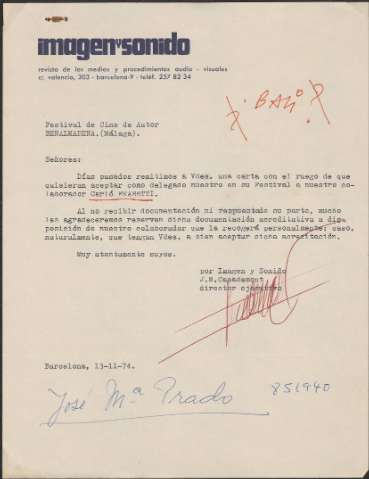 imagen y sonido
revista de los medios y procedimientos audio - visuales
c/. valencia, 303 - barcelona-9 - teléf. 257 82 34
BAJO
Festival de Cine de Autor
BENALMADENA.(Málaga).
Señores:
Días pasados remitimos a Vdes. una carta con el ruego de que
quisieran aceptar como delegado nuestro en su Festival a nuestro co-
laborador Carlo
Al no recibir documentación ni respuesta de su parte, mucho
les agradeceremos reserven dicha documentación acreditativa a dis-
posición de nuestro colaborador que la recogerá personalmente; caso,
naturalmente, que tengan Vdes. a bien aceptar dicha acreditación.
Muy atentamente suyos.
por Imagen y Sonido
J.M.Casademont
director ejecutivo
Barcelona, 13-11-74.
José Mª Prado 851940